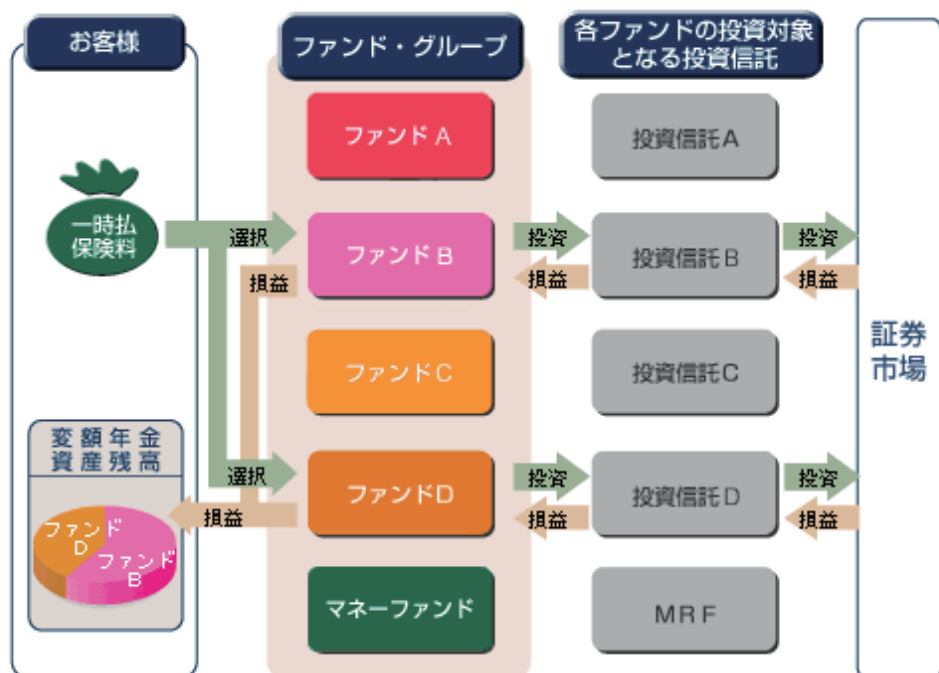 お客様
ファンド・グループ
各ファンドの投資対象
となる投資信託
ファンドA
投資信託A
一時払
保険料
選択
ファンドB
投資
投資信託B
投資
損益
損益
損益
ファンドC
投資信託C
証券
市場
変額年金
資産残高
選択
ファンドD
投資
投資信託D
投資
損益
損益
損益
ファンド
D
ファンド
B
マネーファンド
MRF